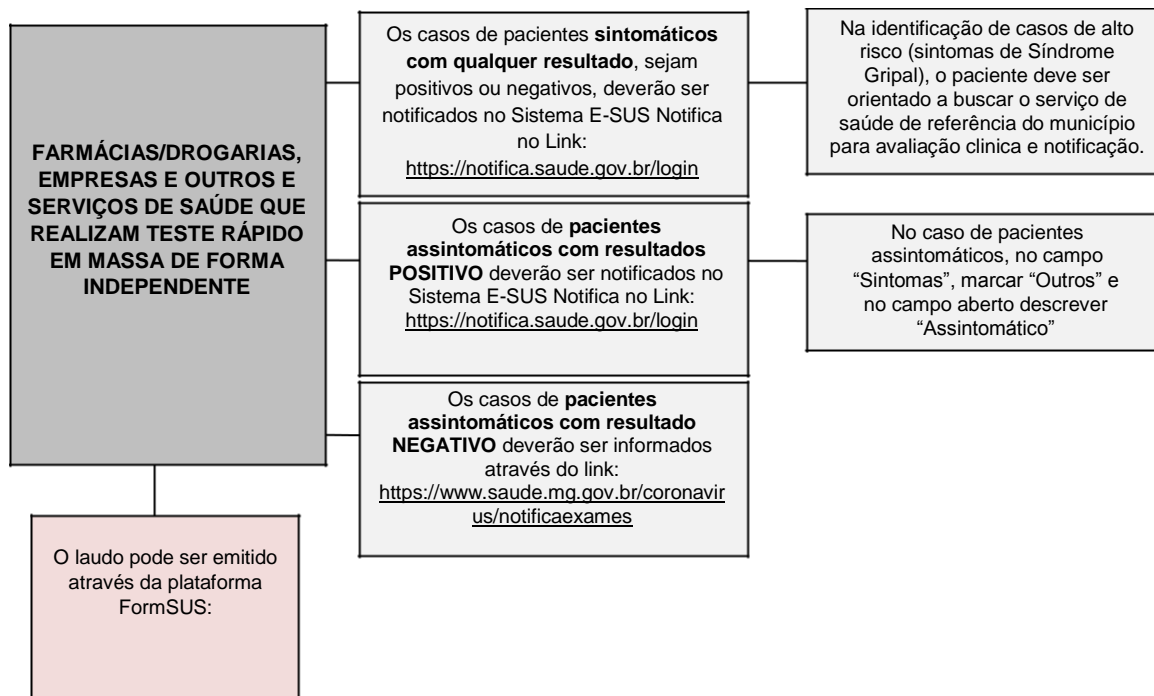 FARMÁCIAS/DROGARIAS,
EMPRESAS E OUTROS E
SERVIÇOS DE SAÚDE QUE
REALIZAM TESTE RÁPIDO
EM MASSA DE FORMA
INDEPENDENTE
Os casos de pacientes sintomáticos
com qualquer resultado, sejam
positivos ou negativos, deverão ser
notificados no Sistema E-SUS Notifica
no Link:
https://notifica.saude.gov.br/login
Na identificação de casos de alto
risco (sintomas de Síndrome
Gripal), o paciente deve ser
orientado a buscar o serviço de
saúde de referência do município
para avaliação clinica e notificação.
Os casos de pacientes
assintomáticos com resultados
POSITIVO deverão ser notificados no
Sistema E-SUS Notifica no Link:
https://notifica.saude.gov.br/login
No caso de pacientes
assintomáticos, no campo
“Sintomas”, marcar “Outros” e
no campo aberto descrever
“Assintomático”
Os casos de pacientes
assintomáticos com resultado
NEGATIVO deverão ser informados
através do link:
https://www.saude.mg.gov.br/coronavir
us/notificaexames
O laudo pode ser emitido
através da plataforma
FormSUS: